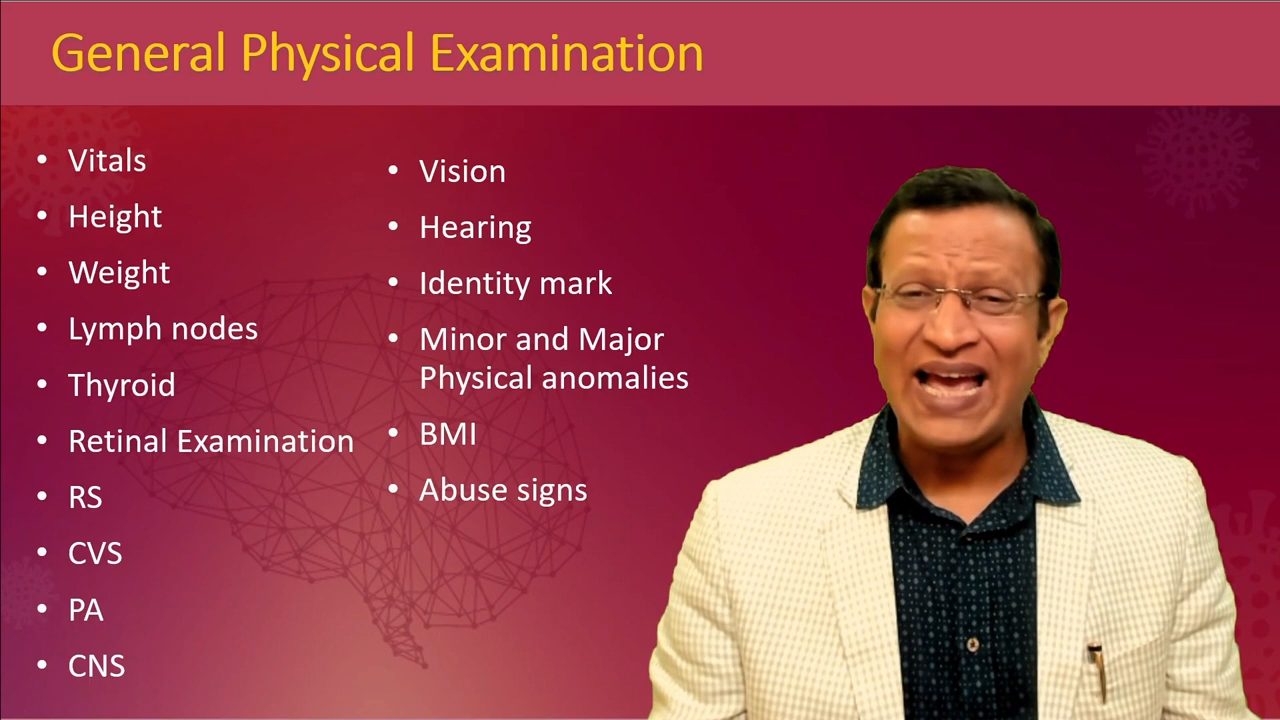 General Physical Examination
• Vitals
• Height
• Weight
• Lymph nodes
• Thyroid
• Retinal Examination
• RS
• CVS
• PA
• CNS
• Vision
• Hearing
• Identity mark
• Minor and Major
Physical anomalies
• BMI
• Abuse signs